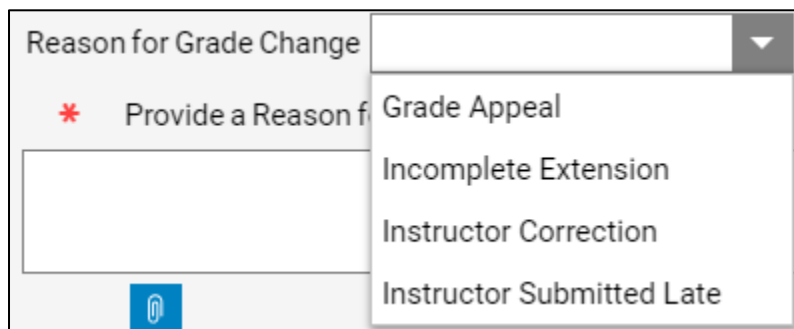 Reason for Grade Change
Grade Appeal
* Provide a Reason
Incomplete Extension
Instructor Correction
Instructor Submitted Late